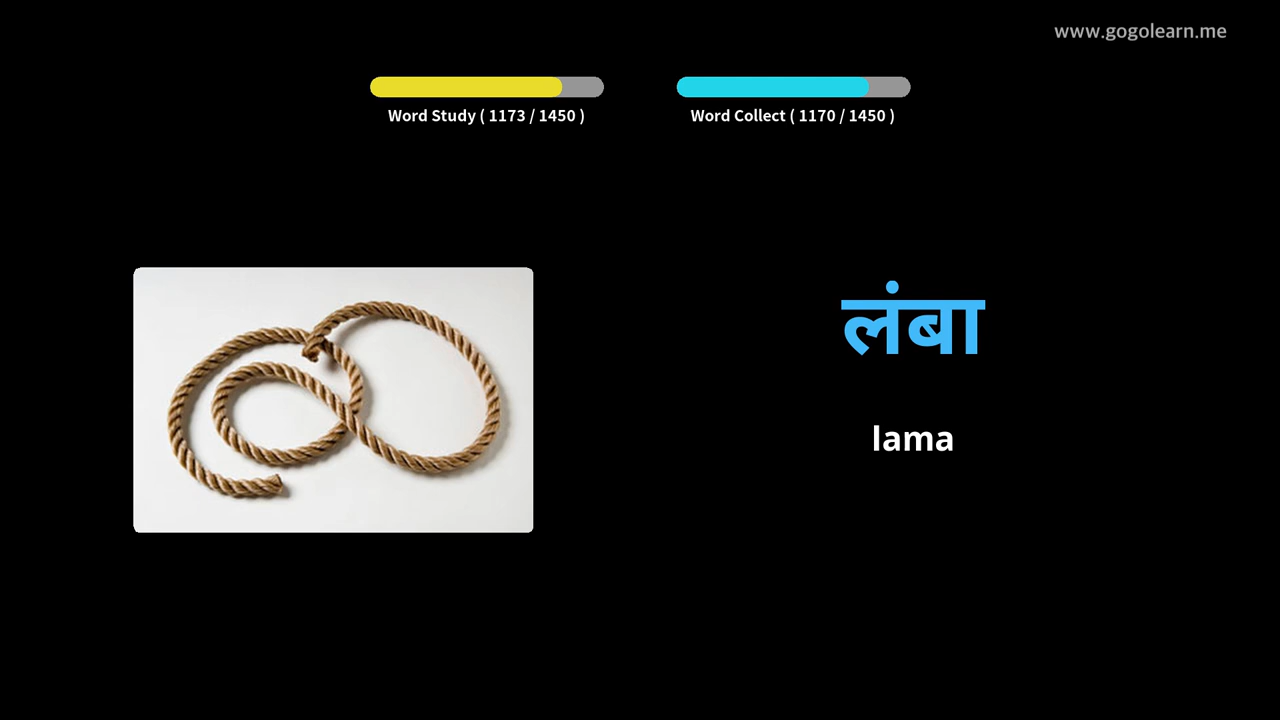 www.gogolearn.me
Word Study ( 1173 / 1450 )
Word Collect ( 1170 / 1450 )
लंबा
lama